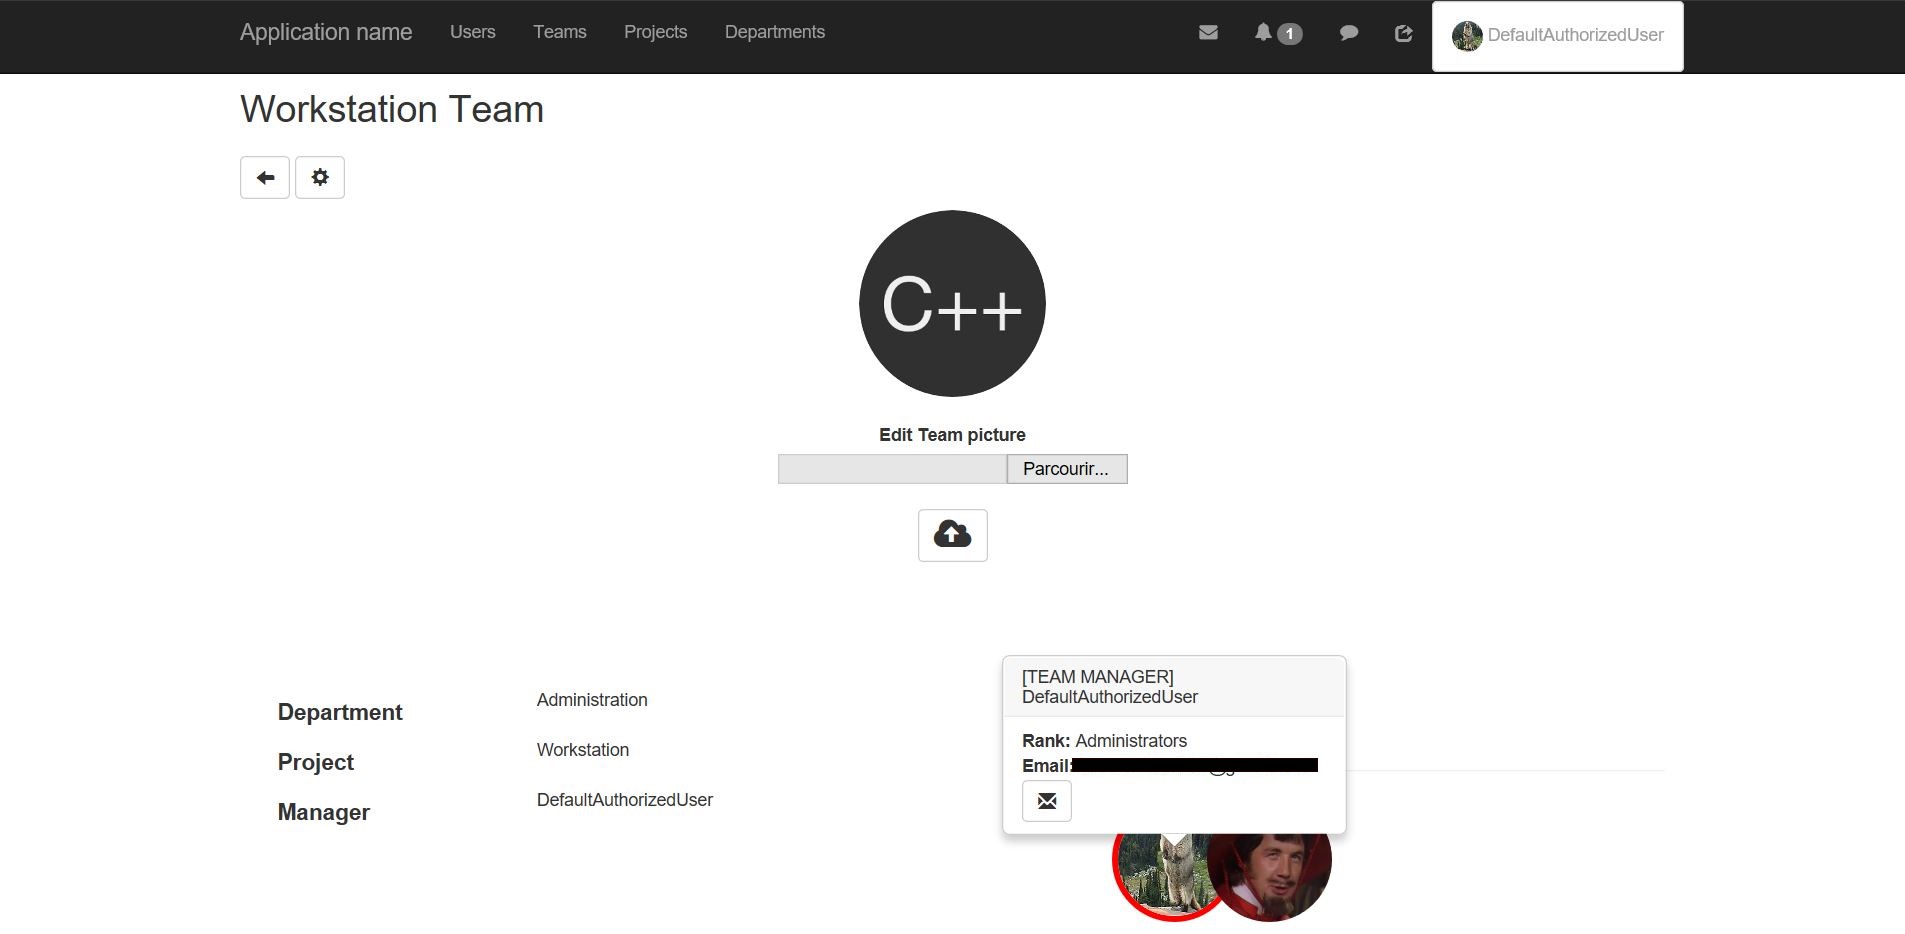 Application name Users Teams Projects Departments 1 DefaultAuthorizedUser
Workstation Team
C++
Edit Team picture
Parcourir...
[TEAM MANAGER]
DefaultAuthorizedUser
Rank: Administrators
Email:
Department Administration
Project Workstation
Manager DefaultAuthorizedUser